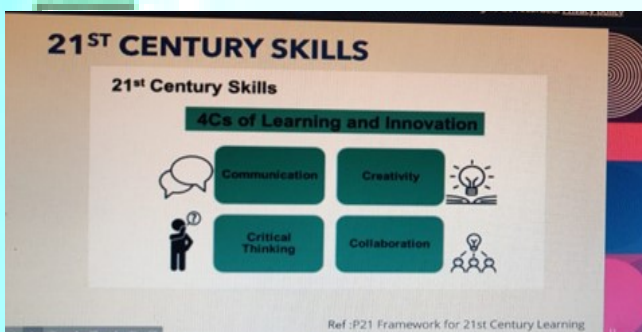 21ST CENTURY SKILLS
21st Century Skills
4Cs of Learning and Innovation
Communication
Creativity
?
Critical
Thinking
Collaboration
Ref :P21 Framework for 21st Century Learning